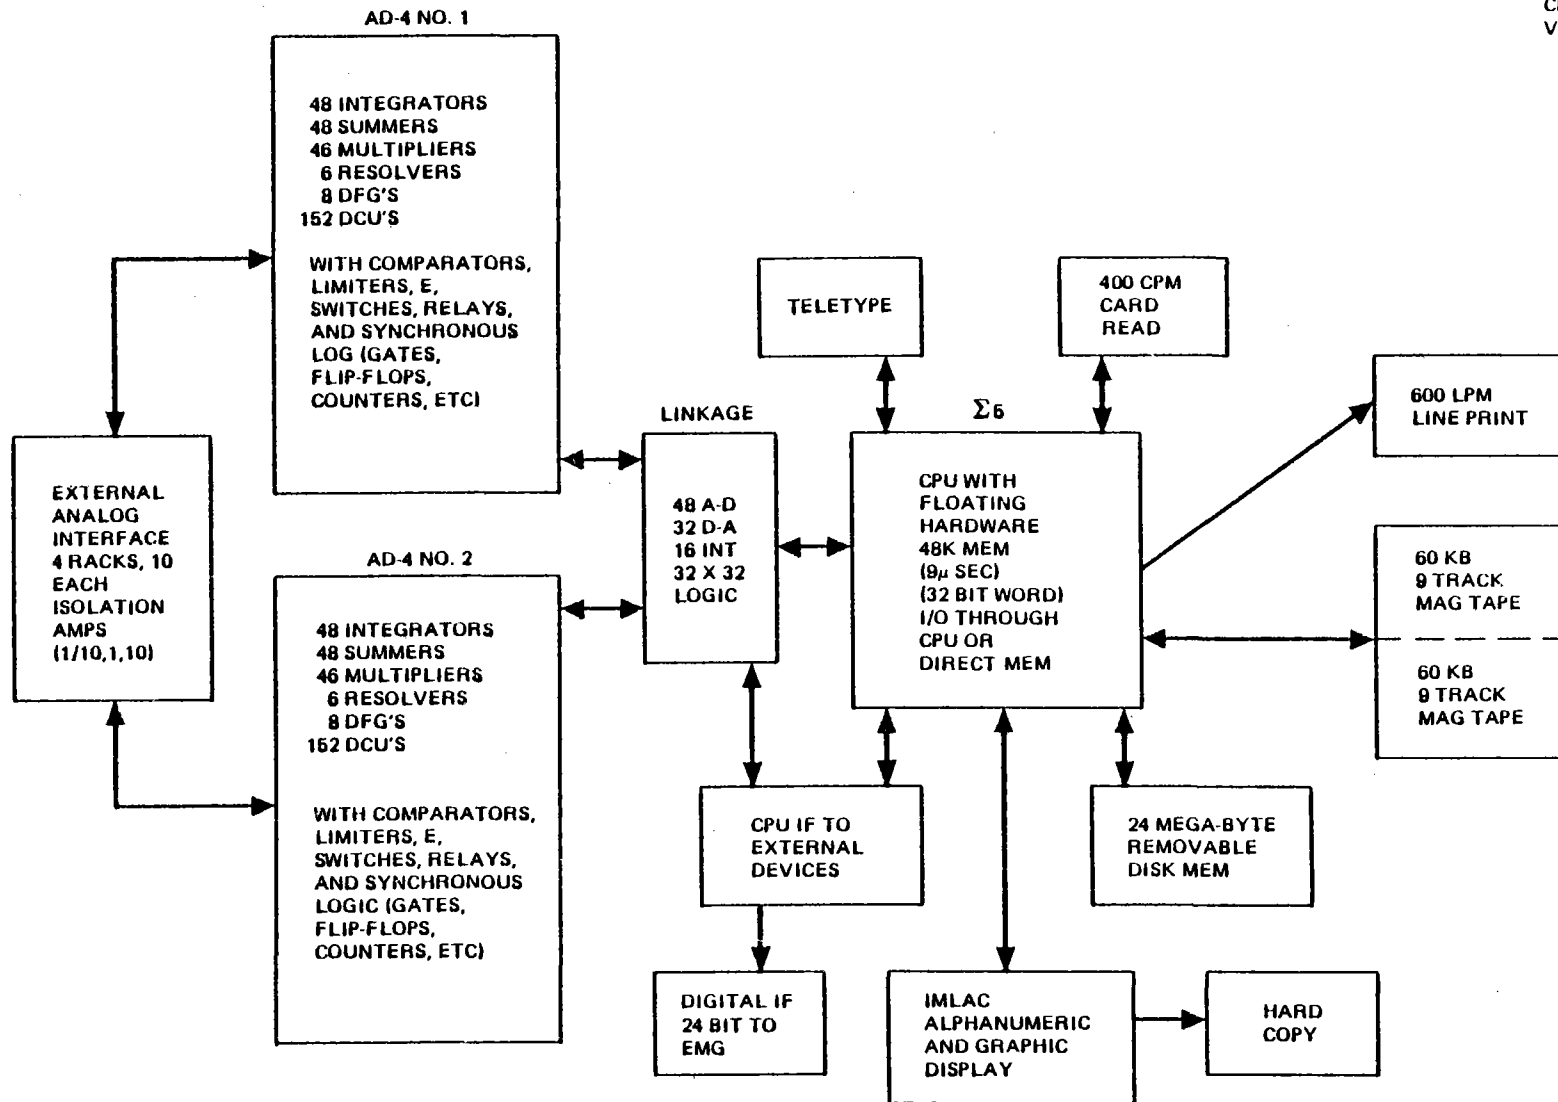 AD-4 NO. 1
48 INTEGRATORS
48 SUMMERS
46 MULTIPLIERS
6 RESOLVERS
8 DFG'S
152 DCU'S
WITH COMPARATORS,
LIMITERS, E,
SWITCHES, RELAYS,
AND SYNCHRONOUS
LOG (GATES,
FLIP-FLOPS,
COUNTERS, ETC)
EXTERNAL
ANALOG
INTERFACE
4 RACKS, 10
EACH
ISOLATION
AMPS
(1/10,1,10)
AD-4 NO. 2
48 INTEGRATORS
48 SUMMERS
46 MULTIPLIERS
6 RESOLVERS
8 DFG'S
152 DCU'S
WITH COMPARATORS,
LIMITERS, E,
SWITCHES, RELAYS,
AND SYNCHRONOUS
LOGIC (GATES,
FLIP-FLOPS,
COUNTERS, ETC)
LINKAGE
48 A-D
32 D-A
16 INT
32 X 32
LOGIC
TELETYPE
400 CPM
CARD
READ
Σ6
CPU WITH
FLOATING
HARDWARE
48K MEM
(9μ SEC)
(32 BIT WORD)
I/O THROUGH
CPU OR
DIRECT MEM
600 LPM
LINE PRINT
60 KB
9 TRACK
MAG TAPE
60 KB
9 TRACK
MAG TAPE
CPU IF TO
EXTERNAL
DEVICES
24 MEGA-BYTE
REMOVABLE
DISK MEM
DIGITAL IF
24 BIT TO
EMG
IMLAC
ALPHANUMERIC
AND GRAPHIC
DISPLAY
HARD
COPY